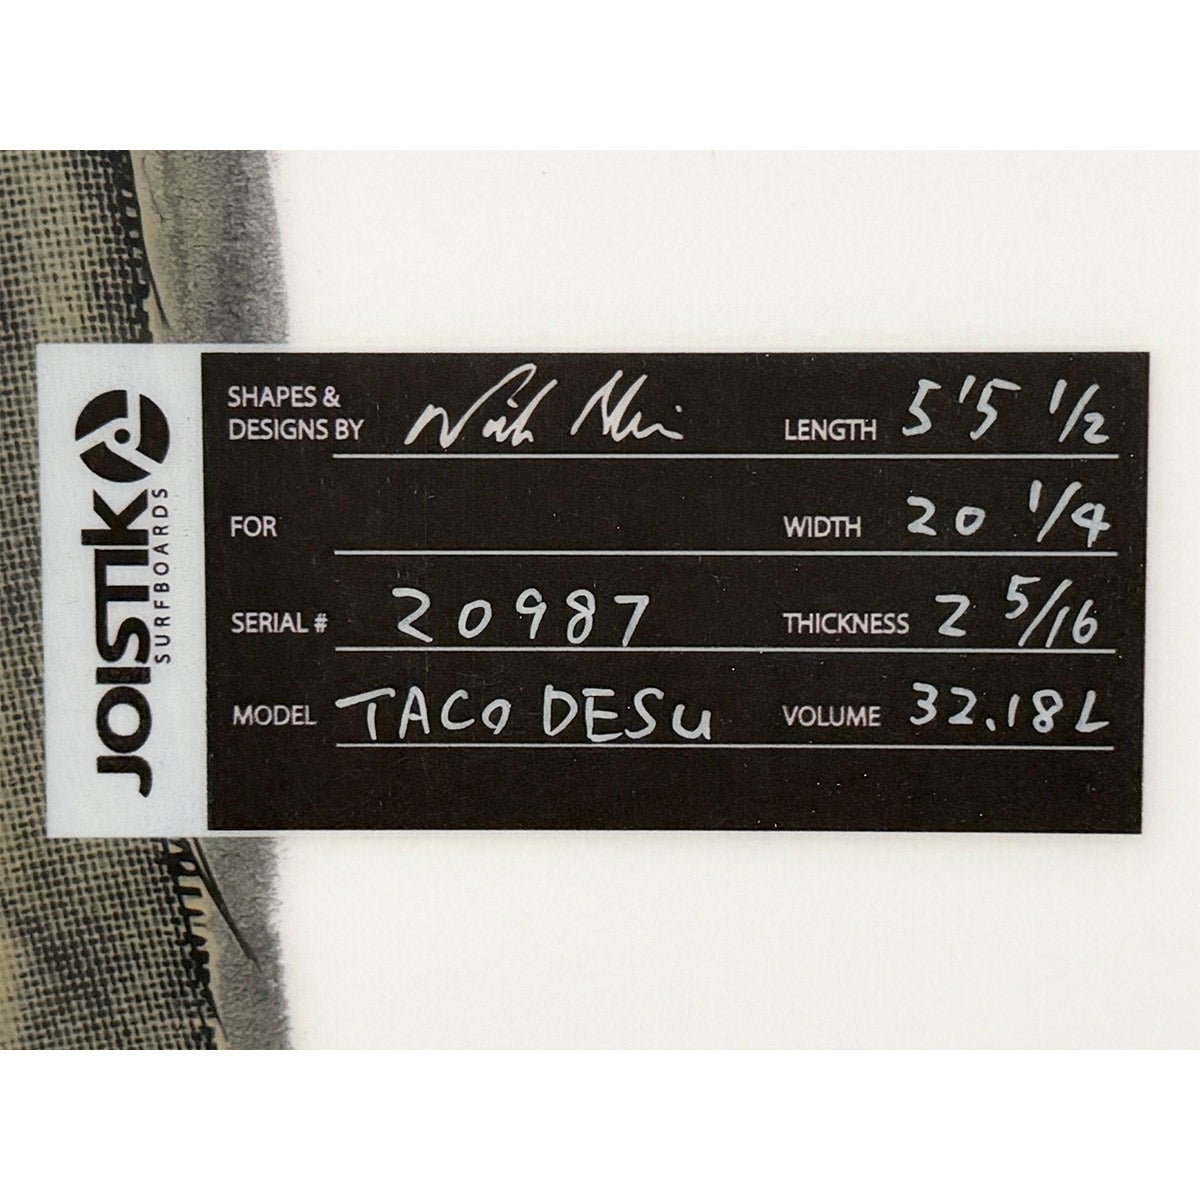 JOISTIK
SURFBOARDS
SHAPES &
DESIGNS BY
LENGTH 5'5 1/2
FOR
WIDTH 20 1/4
SERIAL # 20987
THICKNESS 2 5/16
MODEL TACO DESU
VOLUME 32.18L